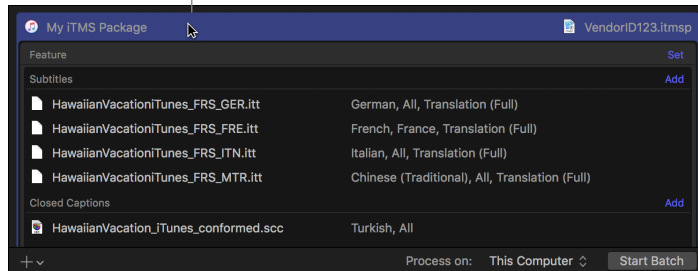 My iTMS Package VendorID123.itmsp
Feature Set
Subtitles Add
HawaiianVacationiTunes_FRS_GER.itt German, All, Translation (Full)
HawaiianVacationiTunes_FRS_FRE.itt French, France, Translation (Full)
HawaiianVacationiTunes_FRS_ITN.itt Italian, All, Translation (Full)
HawaiianVacationiTunes_FRS_MTR.itt Chinese (Traditional), All, Translation (Full)
Closed Captions Add
HawaiianVacation_iTunes_conformed.scc Turkish, All
Process on: This Computer Start Batch